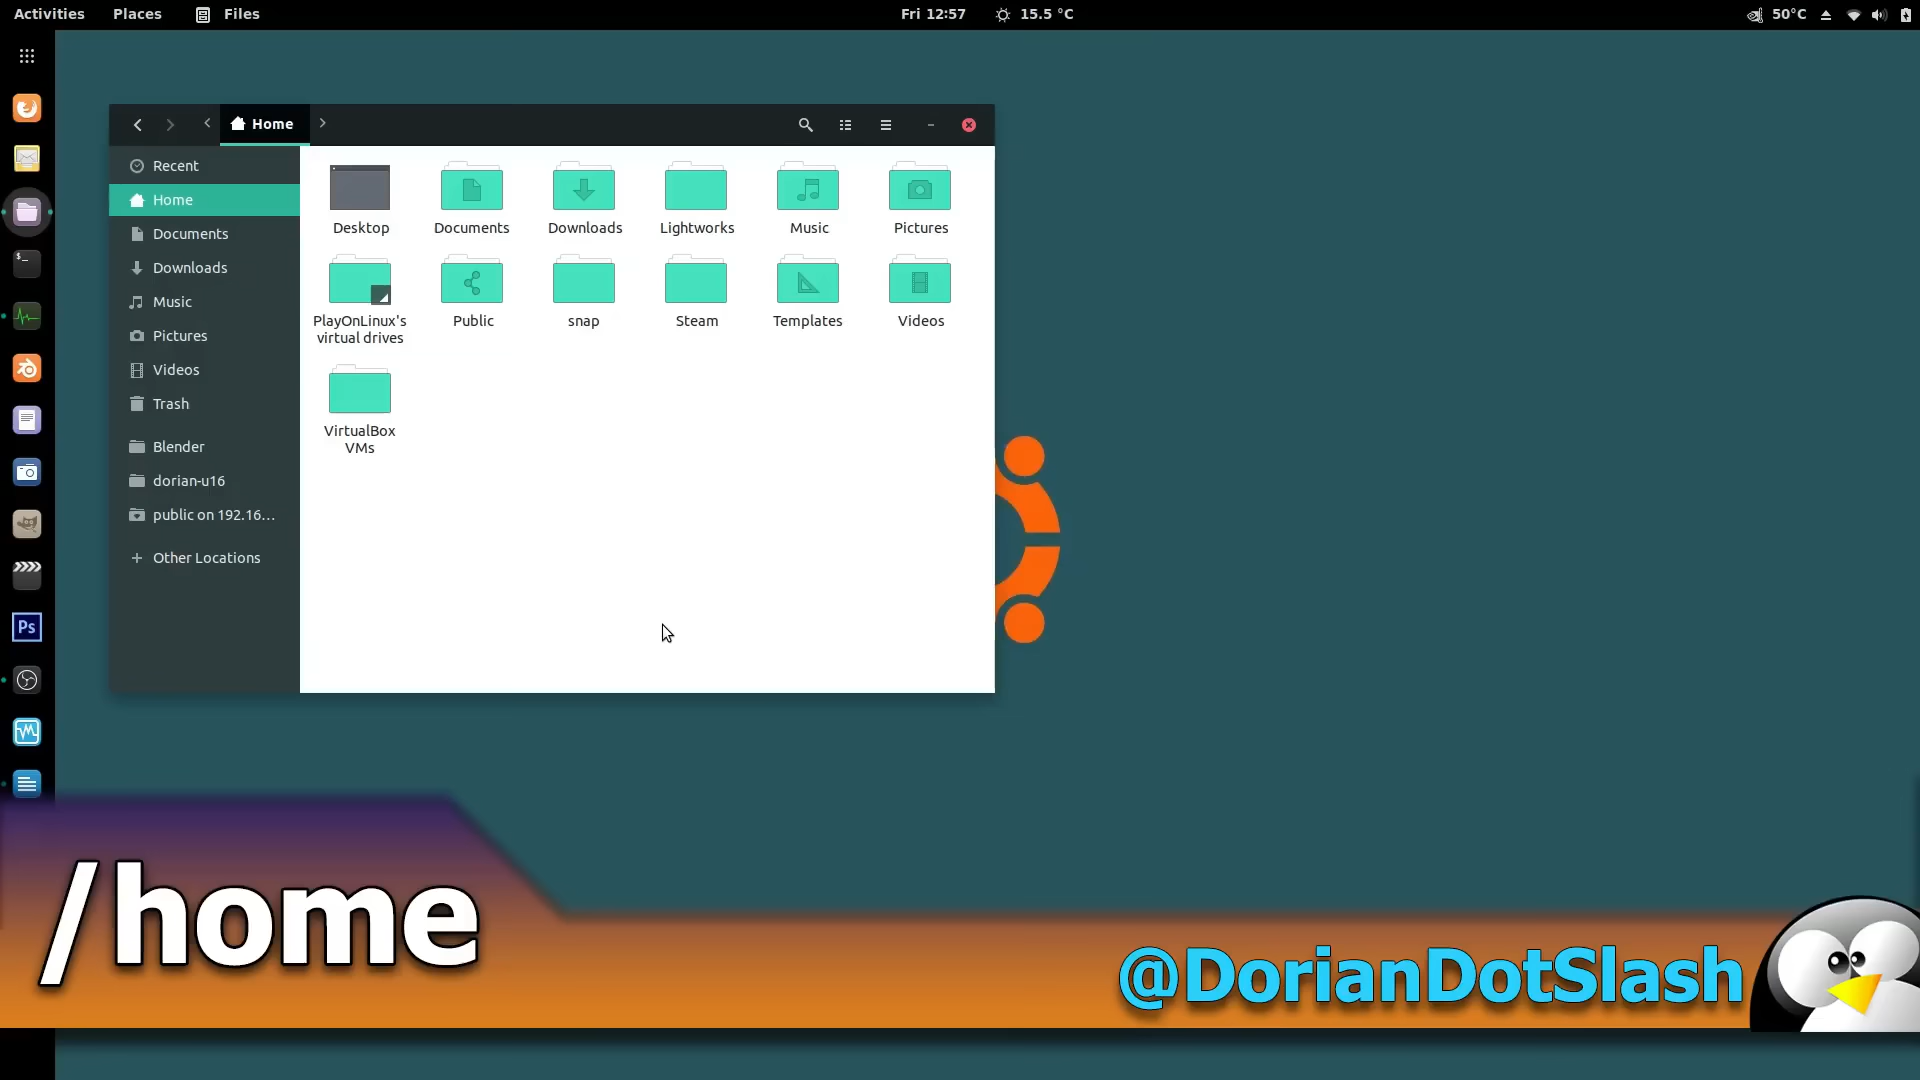 Activities Places Files Fri 12:57 15.5 °C 50°C
Home
Recent
Home
Documents
Downloads
Music
Pictures
Videos
Trash
Blender
dorian-u16
public on 192.16...
Other Locations
Desktop Documents Downloads Lightworks Music Pictures
PlayOnLinux's
virtual drives
Public snap Steam Templates Videos
VirtualBox
VMs
$_
Ps
/home
@DorianDotSlash